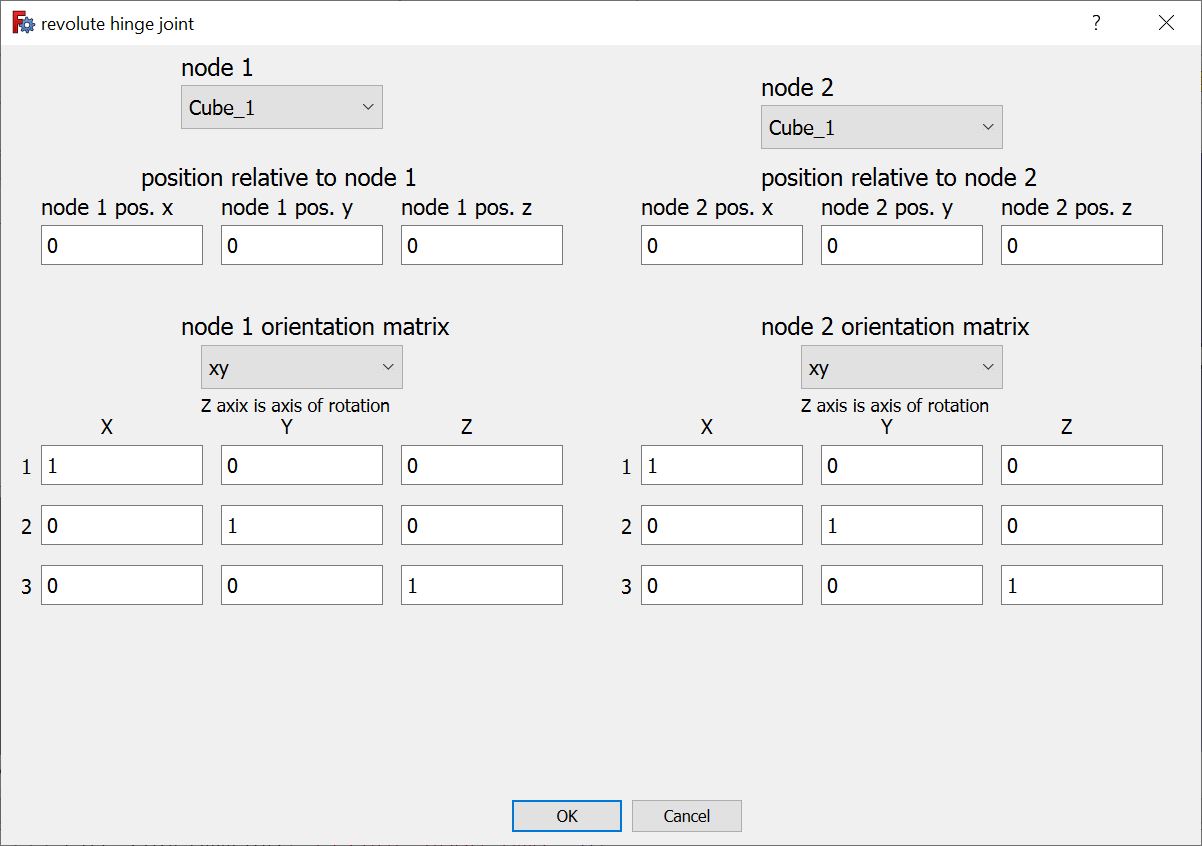 revolute hinge joint ?
node 1
Cube_1
node 2
Cube_1
position relative to node 1
node 1 pos. x node 1 pos. y node 1 pos. z
0 0 0
position relative to node 2
node 2 pos. x node 2 pos. y node 2 pos. z
0 0 0
node 1 orientation matrix
xy
Z axix is axis of rotation
X Y Z
1 1 0 0
2 0 1 0
3 0 0 1
node 2 orientation matrix
xy
Z axis is axis of rotation
X Y Z
1 1 0 0
2 0 1 0
3 0 0 1
OK Cancel